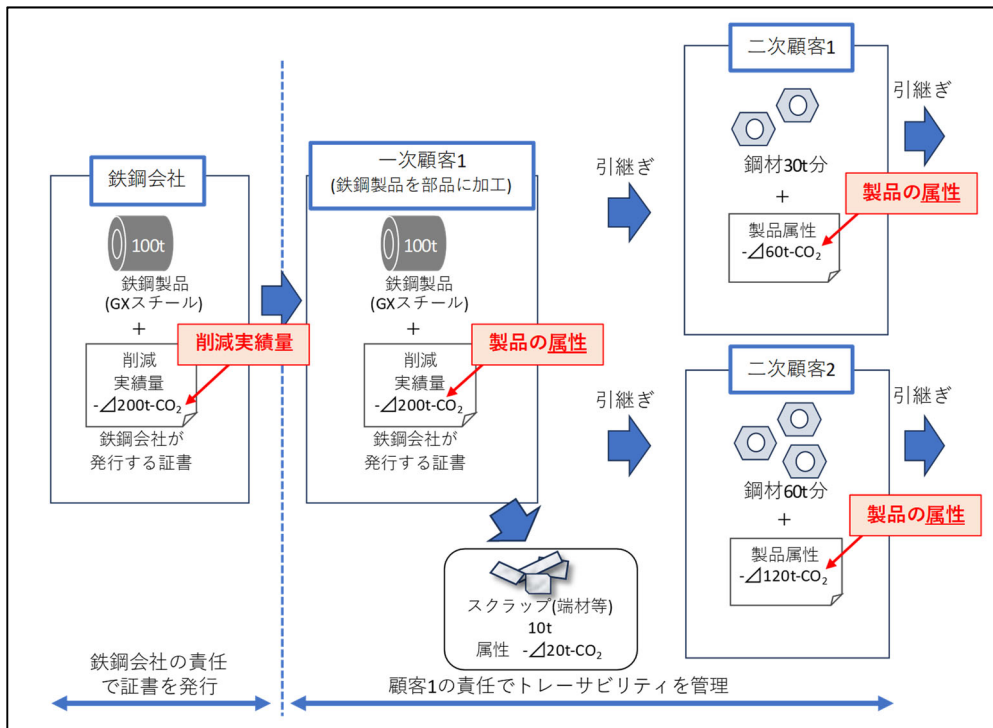 鉄鋼会社
100t
鉄鋼製品
(GXスチール)
+
削減実績量
削減
実績量
-⊿200t-CO₂
鉄鋼会社が
発行する証書
一次顧客1
(鉄鋼製品を部品に加工)
100t
鉄鋼製品
(GXスチール)
+
製品の属性
削減
実績量
-⊿200t-CO₂
鉄鋼会社が
発行する証書
引継ぎ
二次顧客1
鋼材30t分
+
製品の属性
製品属性
-⊿60t-CO₂
引継ぎ
引継ぎ
二次顧客2
鋼材60t分
+
製品の属性
製品属性
-⊿120t-CO₂
引継ぎ
スクラップ(端材等)
10t
属性 -⊿20t-CO₂
鉄鋼会社の責任
で証書を発行
顧客1の責任でトレーサビリティを管理